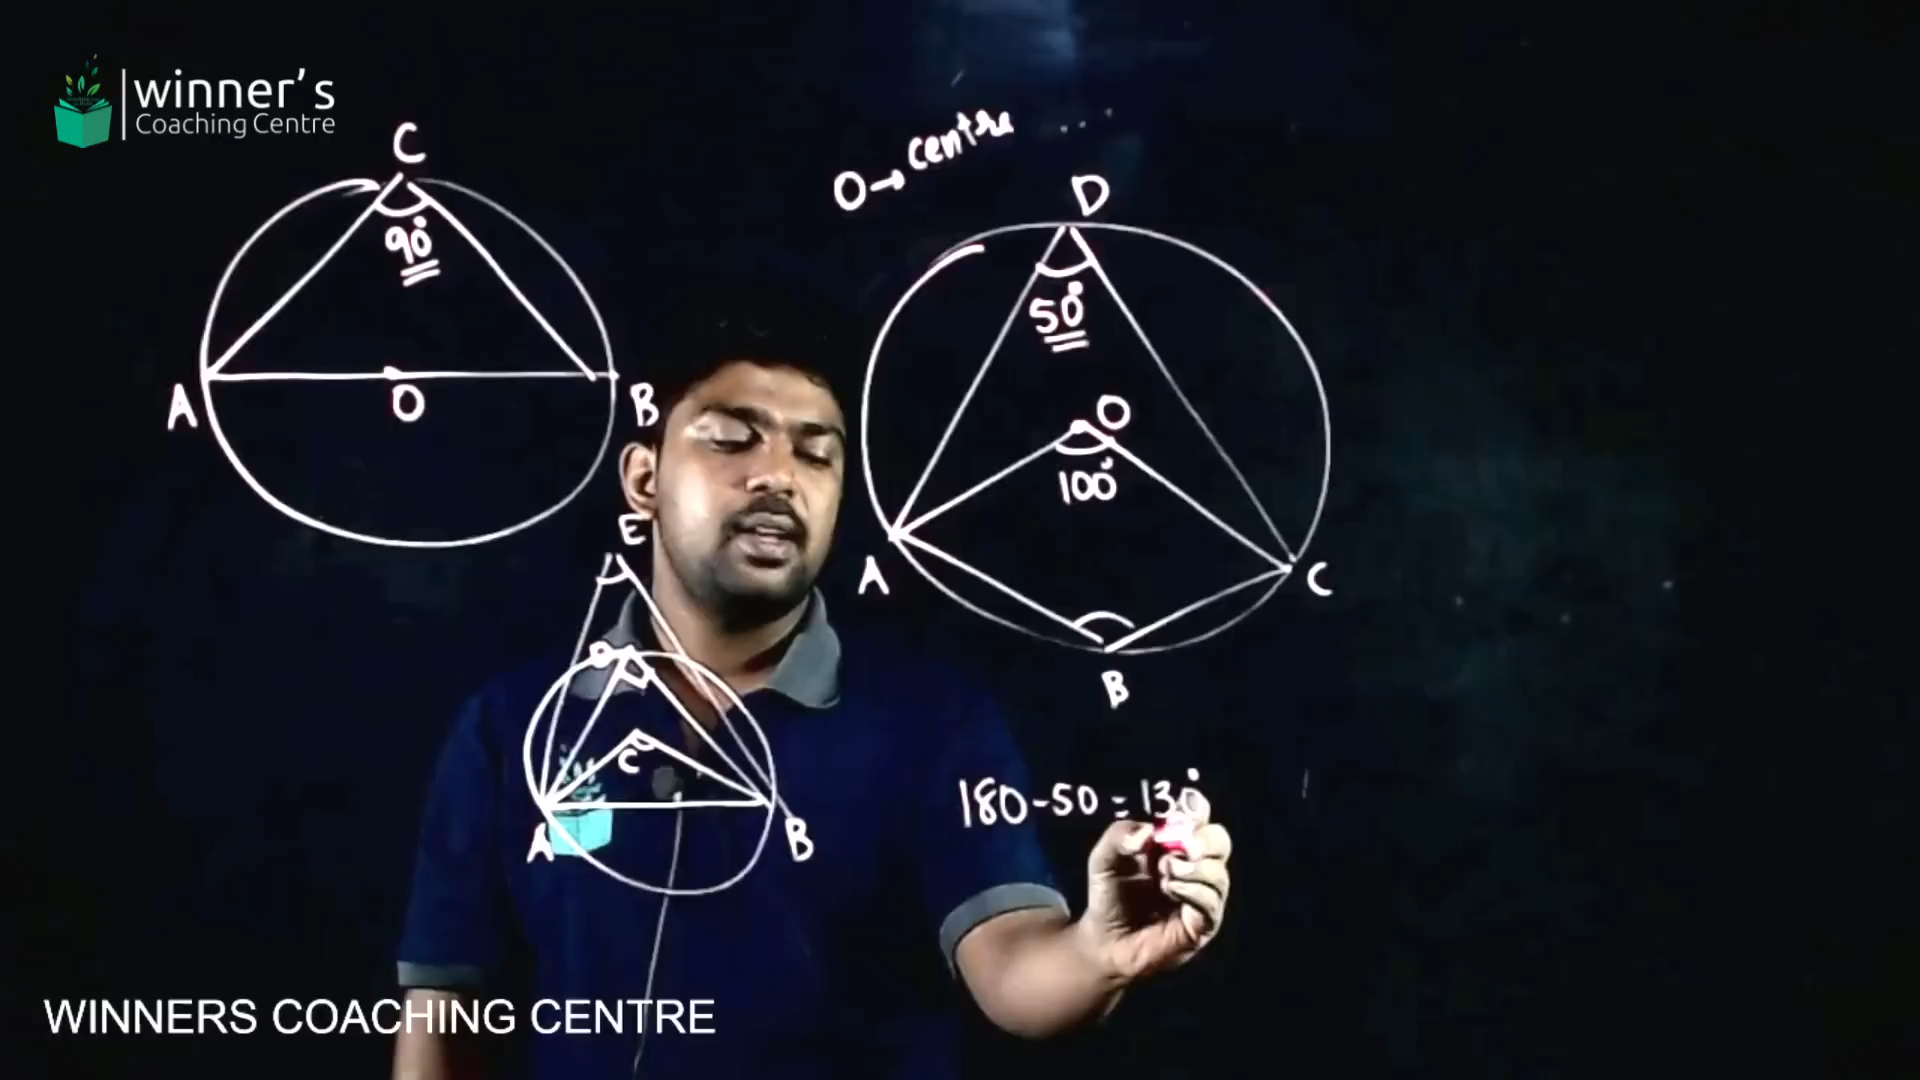 winner's
Coaching Centre
C
90°
A
O
B
O→centre ...
D
50°
O
100°
A
C
B
E
D
C
A
B
180-50=130°
WINNERS COACHING CENTRE